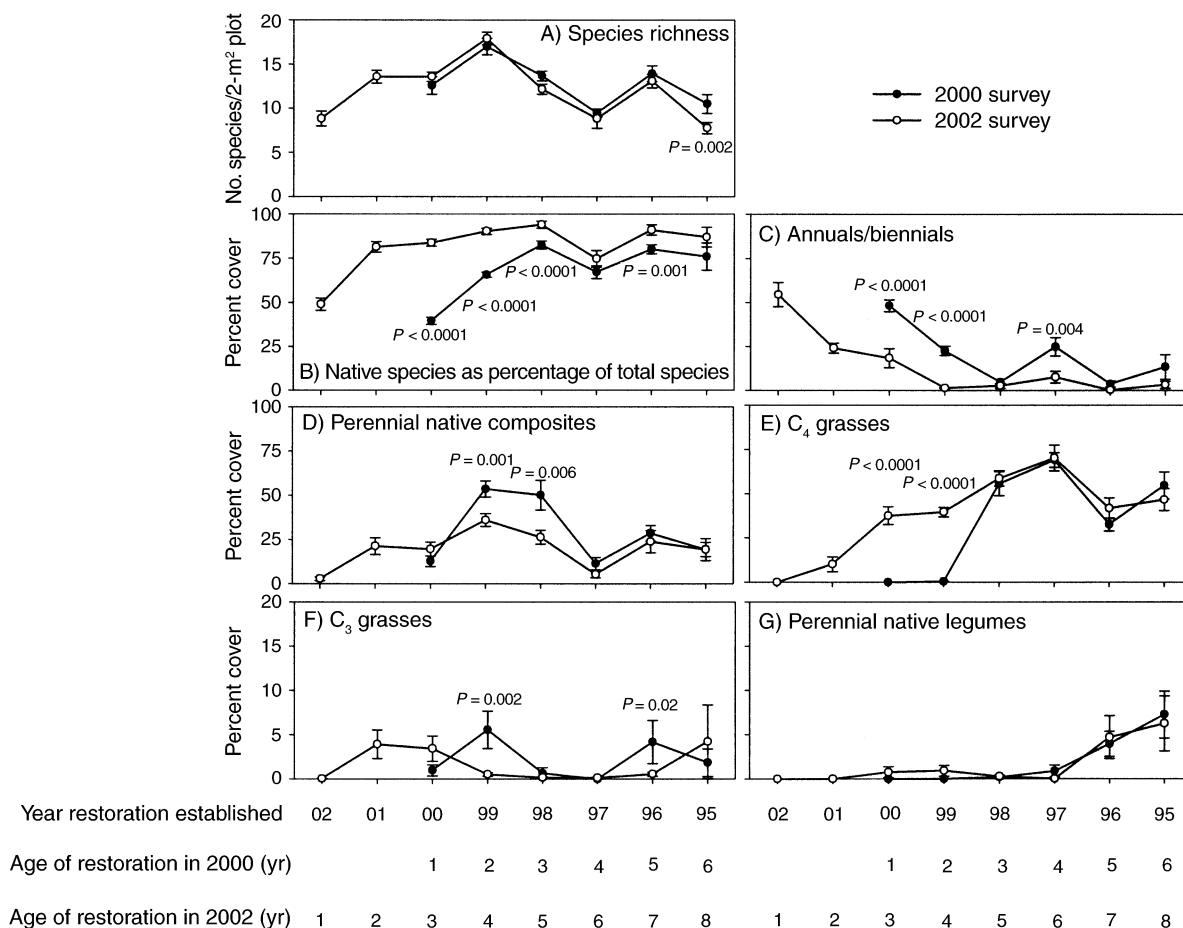 A) Species richness
No. species/2-m² plot
20
15
10
5
0
P = 0.002
2000 survey
2002 survey
Percent cover
100
75
50
25
0
P < 0.0001
P < 0.0001
P < 0.0001
P = 0.001
B) Native species as percentage of total species
C) Annuals/biennials
P < 0.0001
P < 0.0001
P = 0.004
Percent cover
100
75
50
25
0
D) Perennial native composites
P = 0.001
P = 0.006
E) C₄ grasses
P < 0.0001
P < 0.0001
Percent cover
20
15
10
5
0
F) C₃ grasses
P = 0.002
P = 0.02
G) Perennial native legumes
Year restoration established 02 01 00 99 98 97 96 95 02 01 00 99 98 97 96 95
Age of restoration in 2000 (yr) 1 2 3 4 5 6 1 2 3 4 5 6
Age of restoration in 2002 (yr) 1 2 3 4 5 6 7 8 1 2 3 4 5 6 7 8